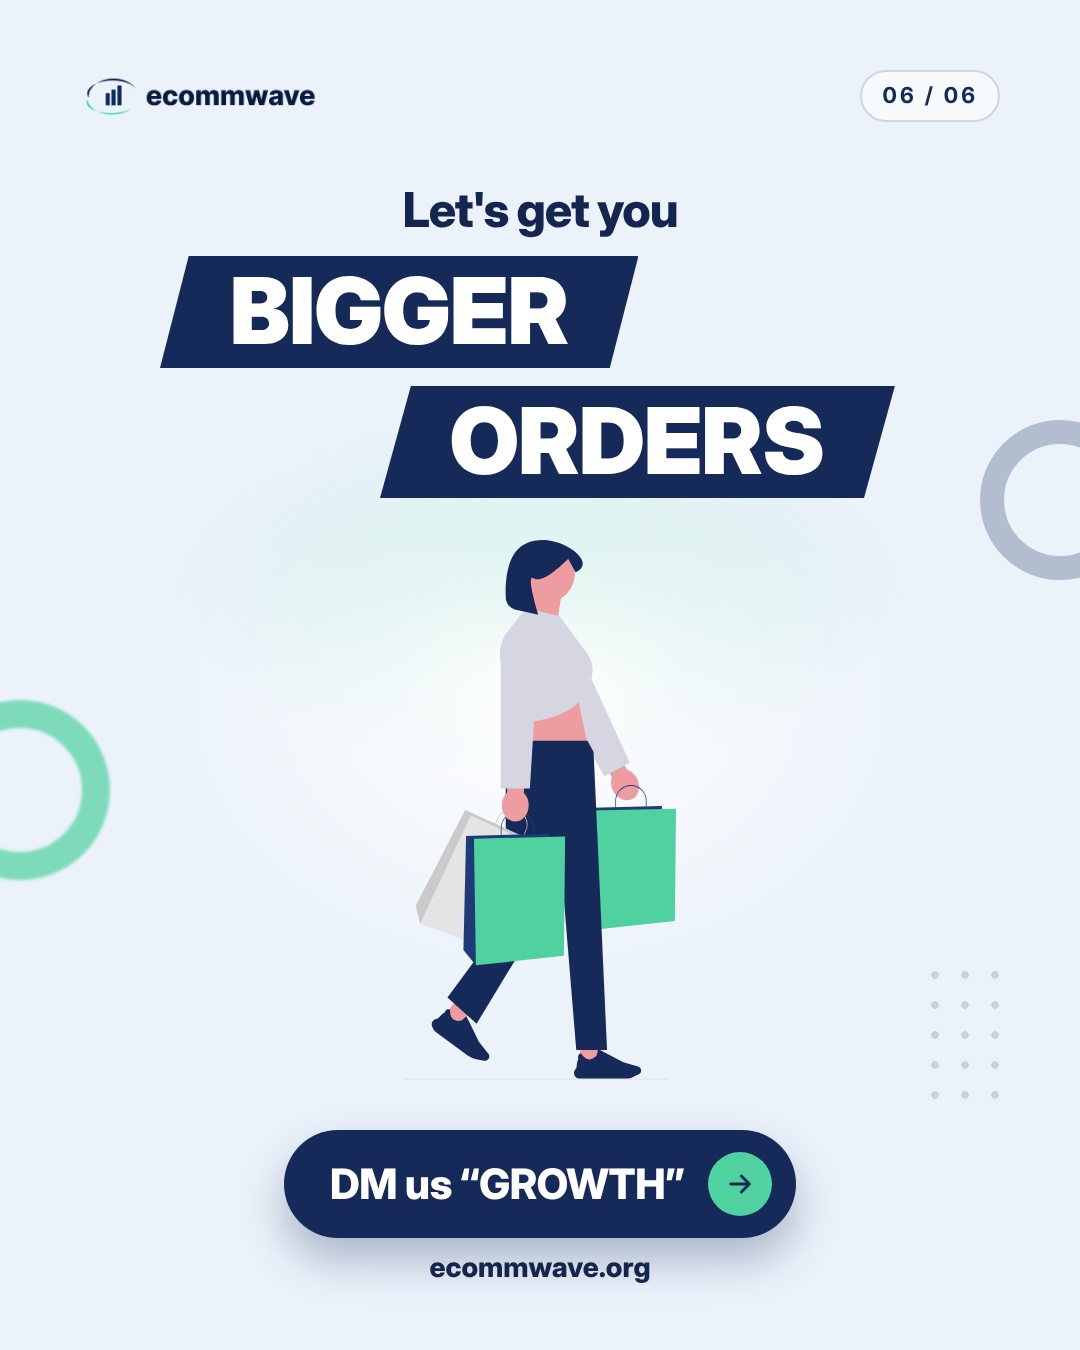 ecommwave
06 / 06
Let's get you
BIGGER
ORDERS
DM us “GROWTH”
ecommwave.org